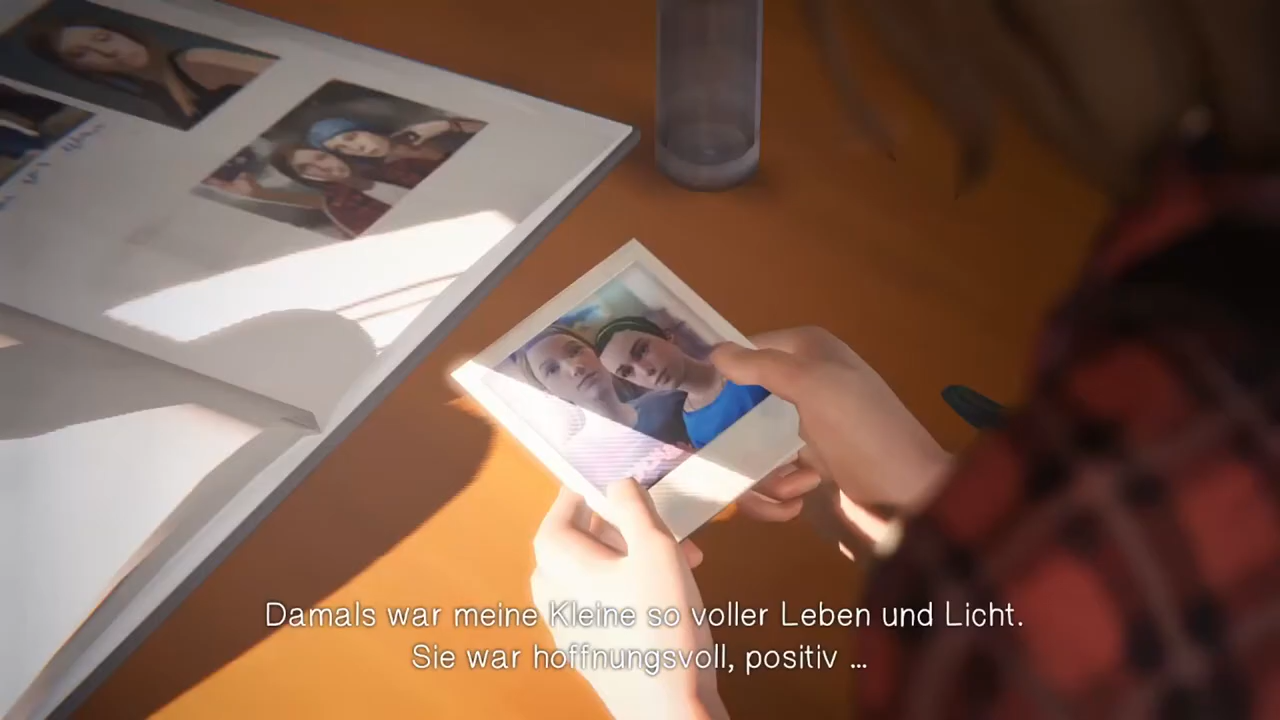 Damals war meine Kleine so voller Leben und Licht.
Sie war hoffnungsvoll, positiv ...